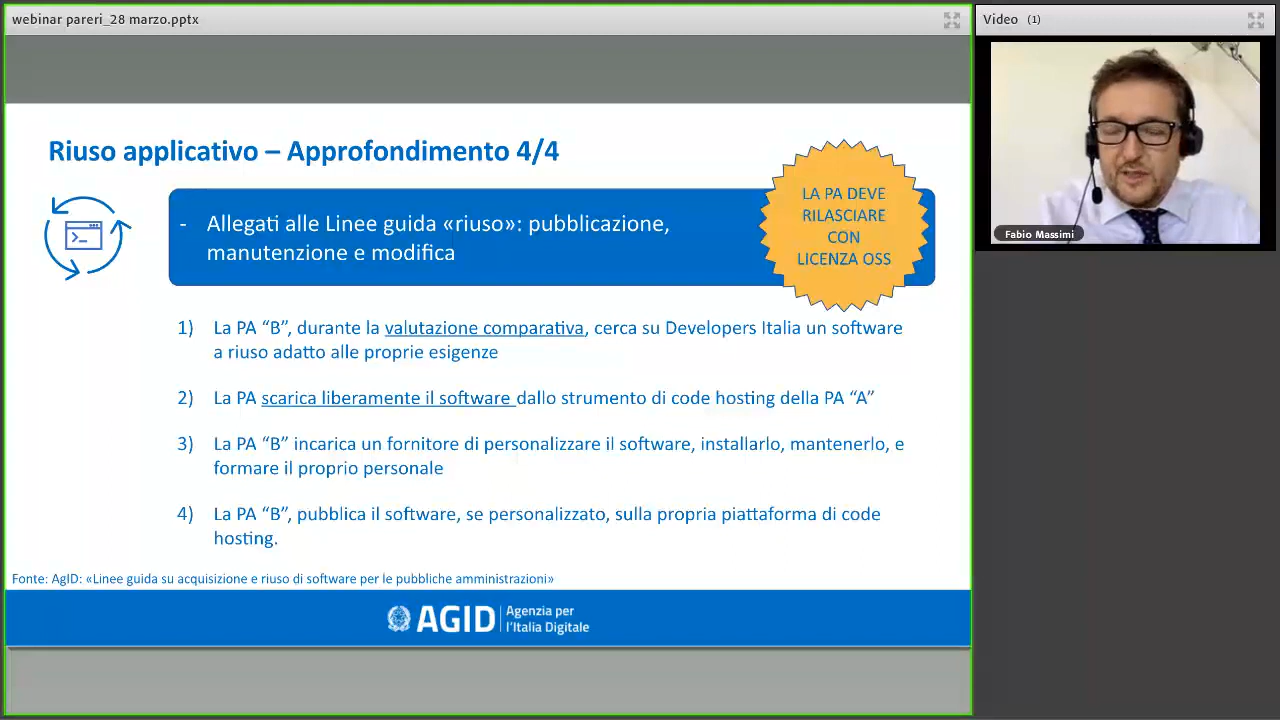 webinar pareri_28 marzo.pptx
Video (1)
Fabio Massimi
Riuso applicativo – Approfondimento 4/4
- Allegati alle Linee guida «riuso»: pubblicazione,
manutenzione e modifica
LA PA DEVE
RILASCIARE
CON
LICENZA OSS
1) La PA “B”, durante la valutazione comparativa, cerca su Developers Italia un software
a riuso adatto alle proprie esigenze
2) La PA scarica liberamente il software dallo strumento di code hosting della PA “A”
3) La PA “B” incarica un fornitore di personalizzare il software, installarlo, mantenerlo, e
formare il proprio personale
4) La PA “B”, pubblica il software, se personalizzato, sulla propria piattaforma di code
hosting.
Fonte: AgID: «Linee guida su acquisizione e riuso di software per le pubbliche amministrazioni»
AGID
Agenzia per
l'Italia Digitale